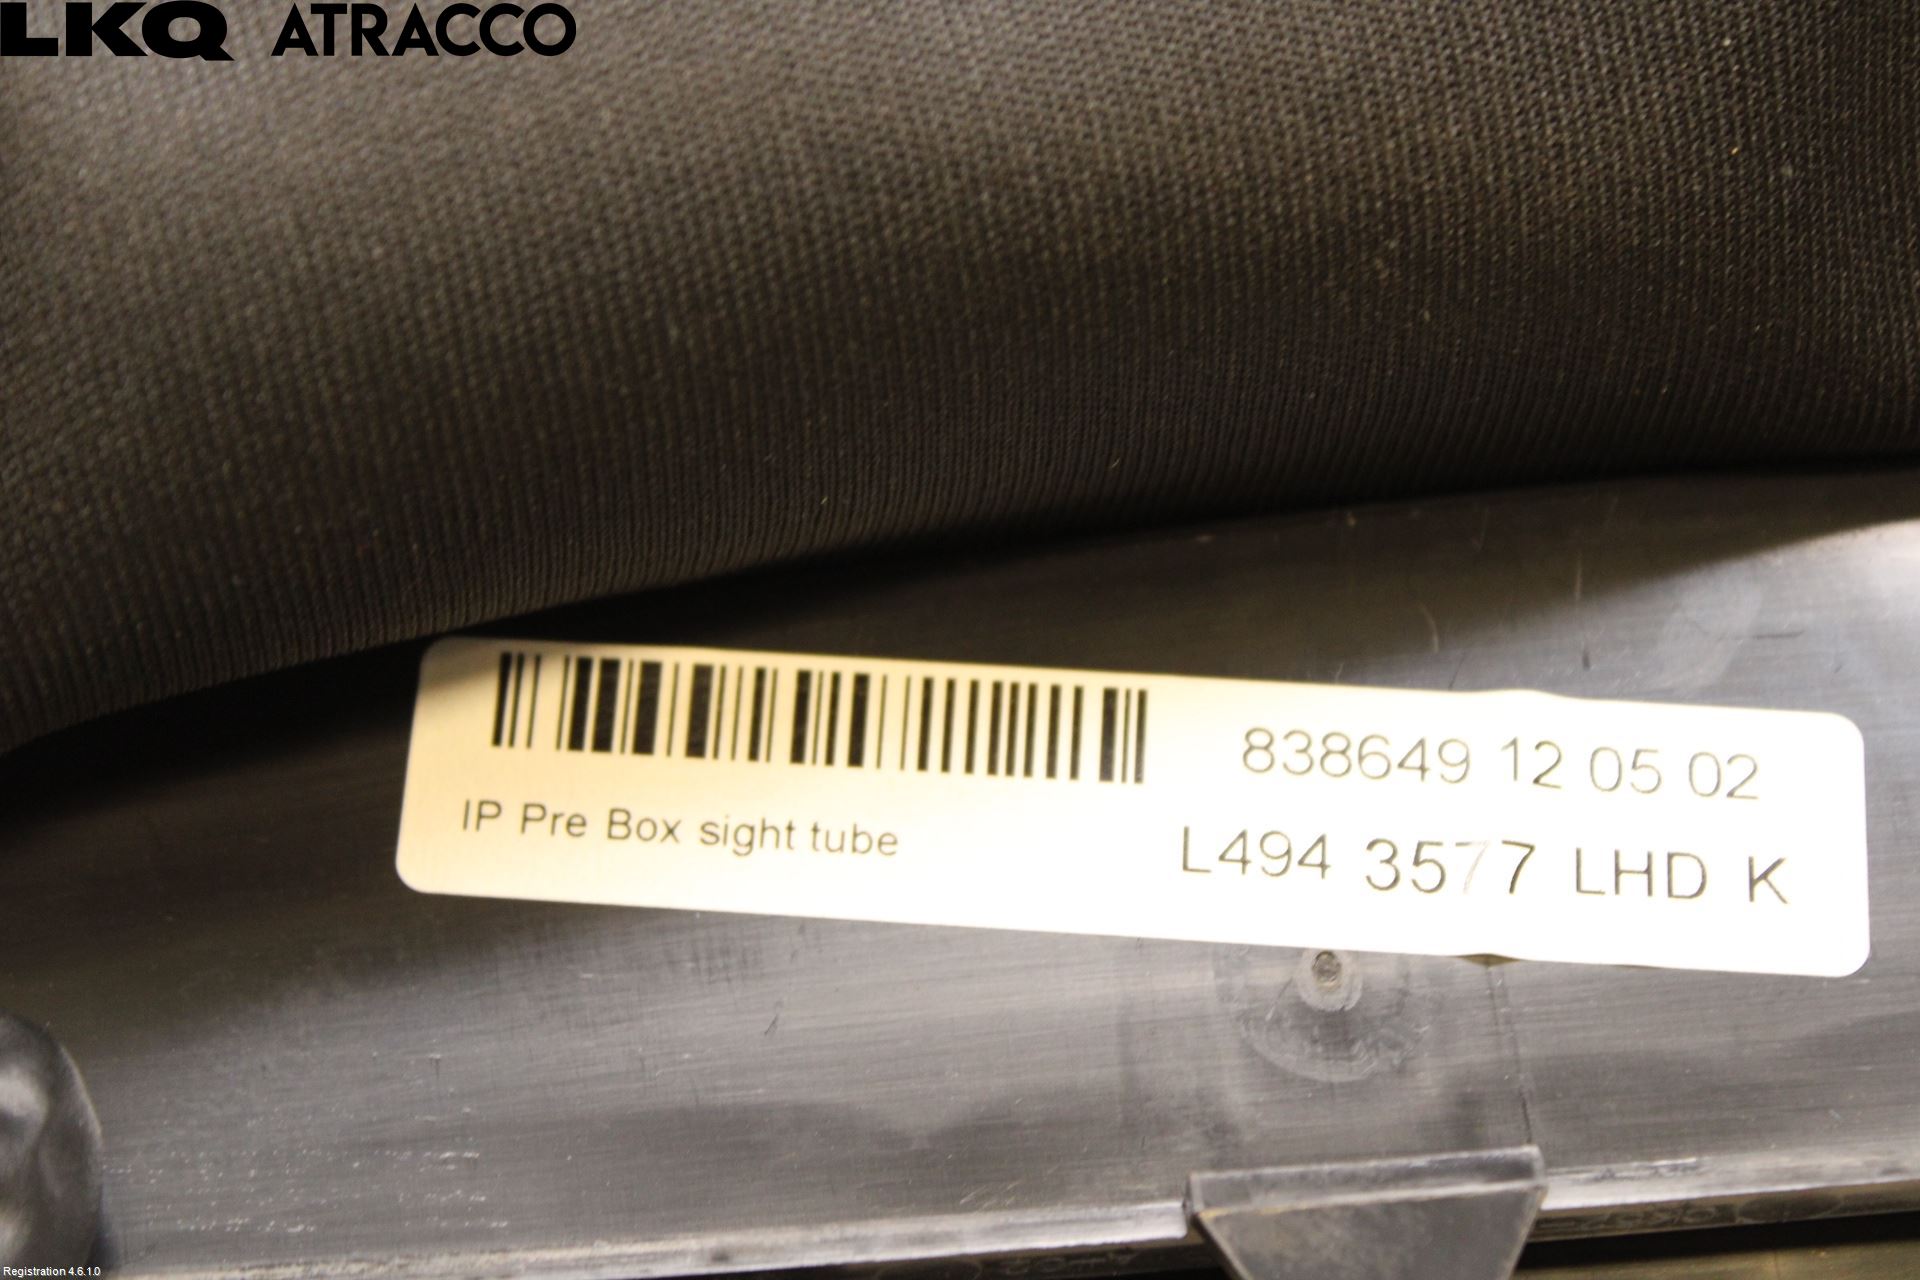 LKQ ATRACCO
838649 12 05 02
IP Pre Box sight tube
L494 3577 LHD K
Registration 4.6.1.0